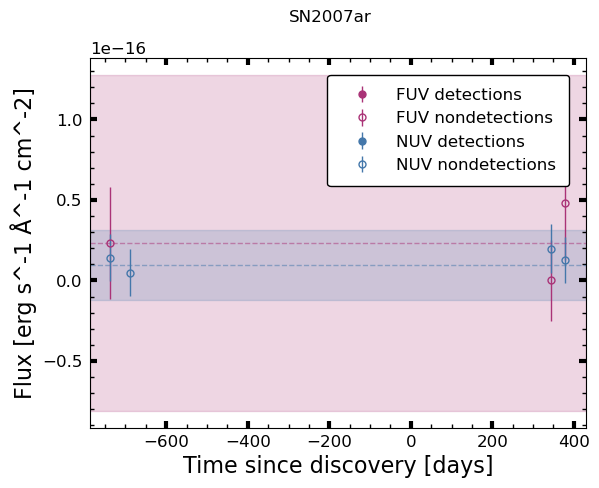 SN2007ar
1e−16
FUV detections
FUV nondetections
NUV detections
NUV nondetections
1.0
0.5
0.0
−0.5
Flux [erg s^-1 Å^-1 cm^-2]
−600 −400 −200 0 200 400
Time since discovery [days]